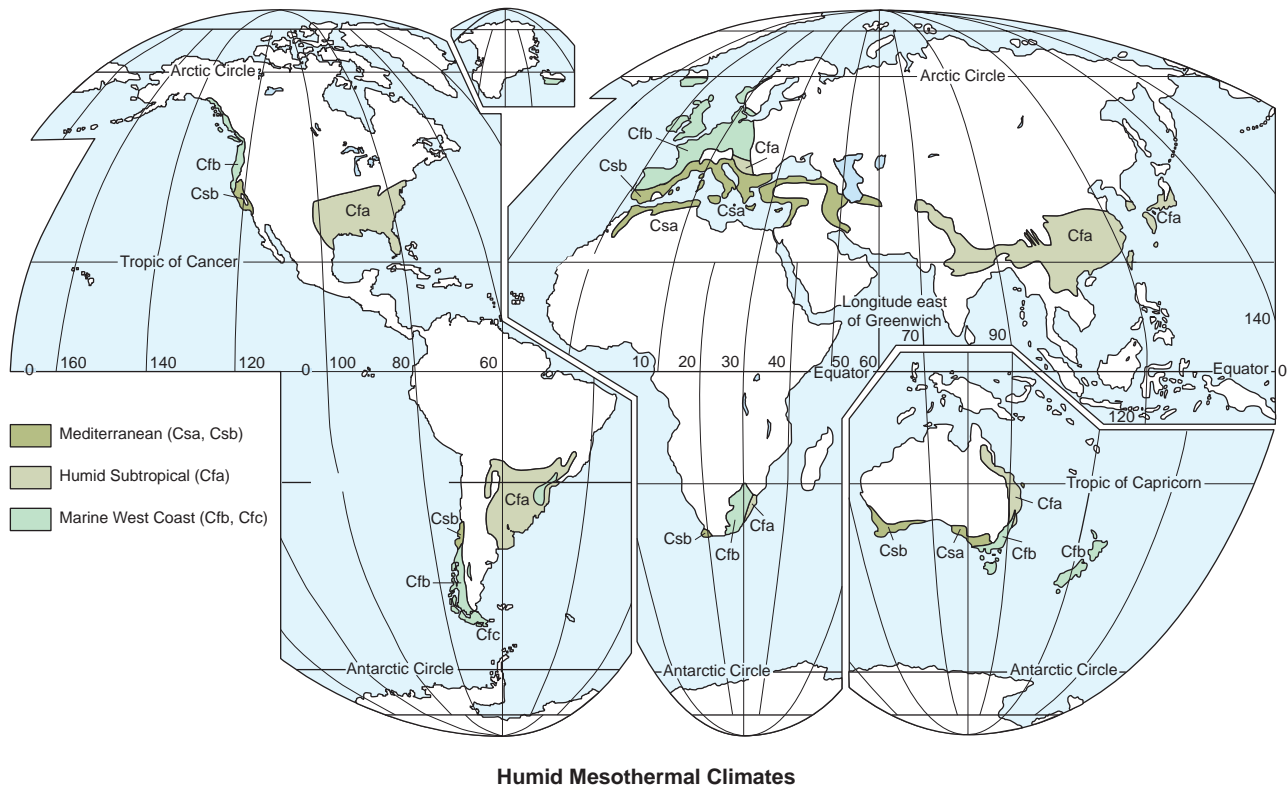 Arctic Circle
Arctic Circle
Cfb
Cfa
Cfb
Csb
Csb
Cfa
Csa
Csa
Cfa
Cfa
Tropic of Cancer
Longitude east
of Greenwich
70
90
140
0
160
140
120
0
100
80
60
10
20
30
40
50
60
Equator
Equator
0
120
Mediterranean (Csa, Csb)
Humid Subtropical (Cfa)
Marine West Coast (Cfb, Cfc)
Cfa
Tropic of Capricorn
Cfa
Csb
Cfa
Csb
Cfb
Csb
Csa
Cfb
Cfb
Cfb
Cfc
Antarctic Circle
Antarctic Circle
Antarctic Circle
Humid Mesothermal Climates